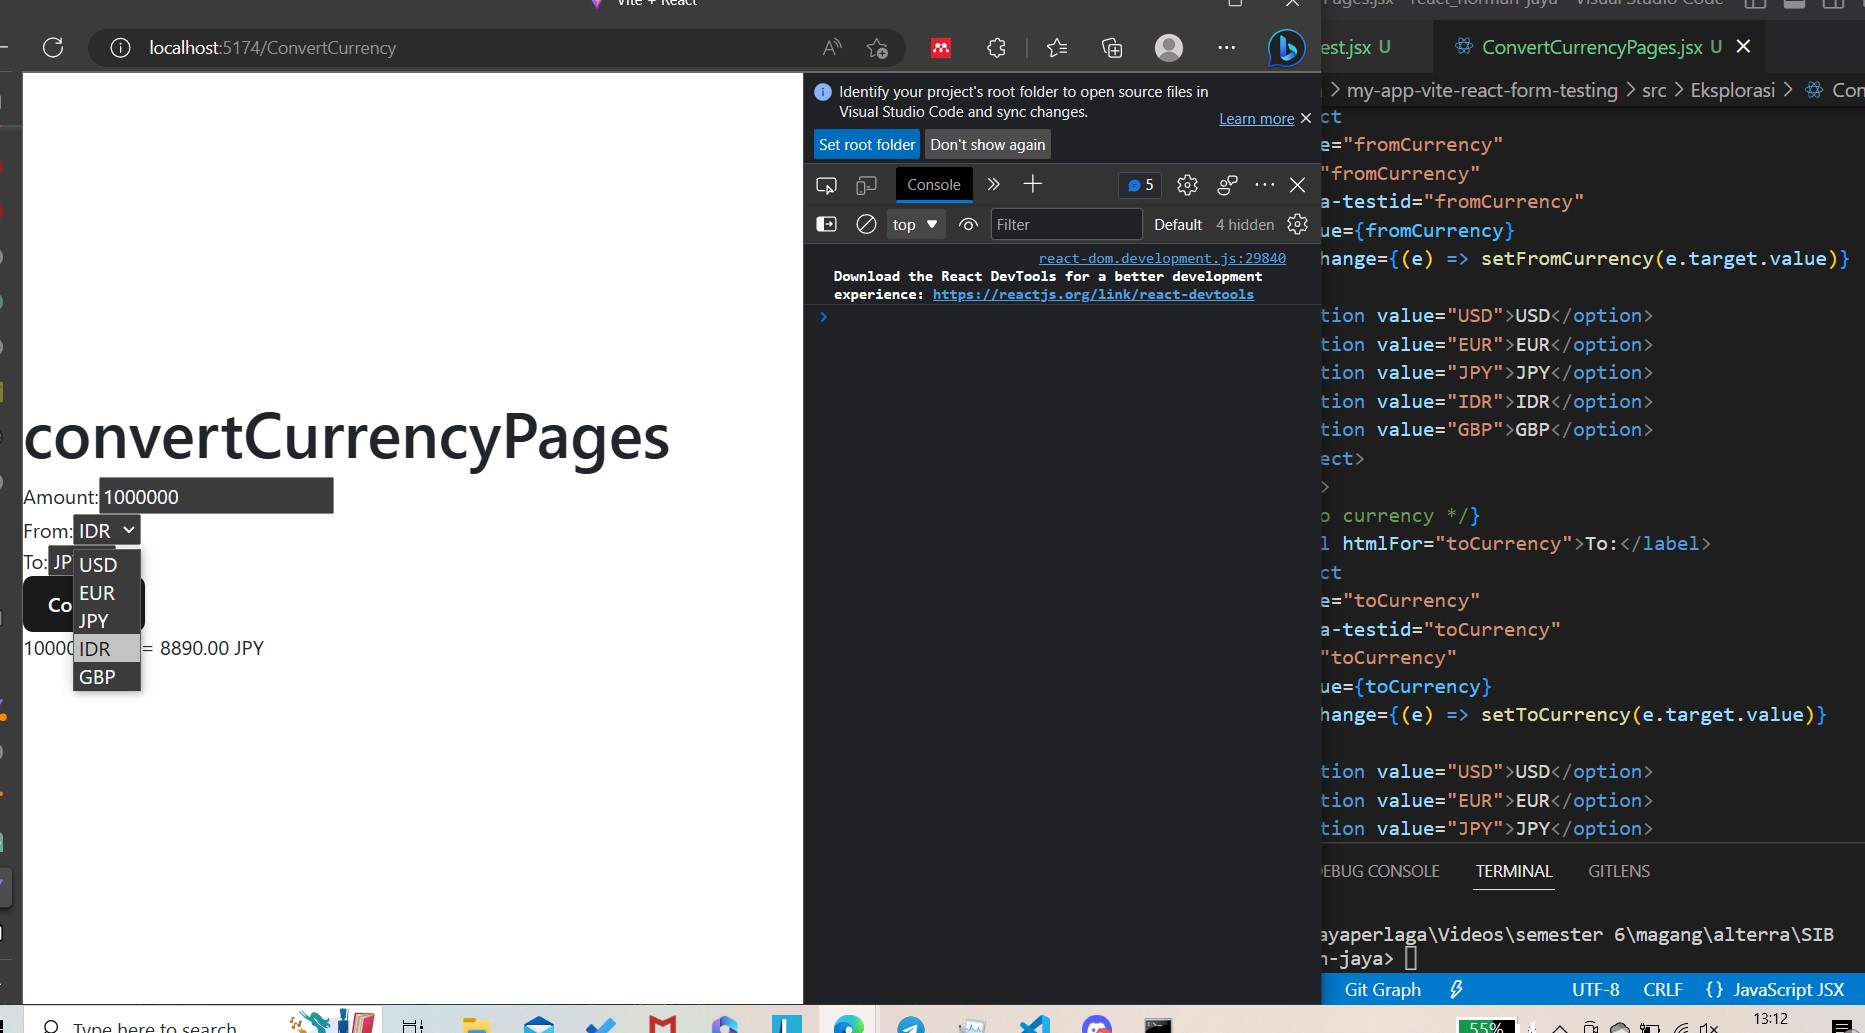 Vite + React
localhost:5174/ConvertCurrency
Identify your project's root folder to open source files in
Visual Studio Code and sync changes.
Learn more
Set root folder
Don't show again
Console
5
top
Filter
Default
4 hidden
react-dom.development.js:29840
Download the React DevTools for a better development
experience: https://reactjs.org/link/react-devtools
convertCurrencyPages
Amount: 1000000
From: IDR
To: JP
USD
EUR
JPY
IDR
GBP
Co
10000 = 8890.00 JPY
Pages.jsx - react_norman-jaya - Visual Studio Code
est.jsx U
ConvertCurrencyPages.jsx U
> my-app-vite-react-form-testing > src > Eksplorasi > Con
ct
e="fromCurrency"
"fromCurrency"
a-testid="fromCurrency"
ue={fromCurrency}
hange={(e) => setFromCurrency(e.target.value)}
tion value="USD">USD</option>
tion value="EUR">EUR</option>
tion value="JPY">JPY</option>
tion value="IDR">IDR</option>
tion value="GBP">GBP</option>
ect>
>
o currency */}
l htmlFor="toCurrency">To:</label>
ct
e="toCurrency"
a-testid="toCurrency"
"toCurrency"
ue={toCurrency}
hange={(e) => setToCurrency(e.target.value)}
tion value="USD">USD</option>
tion value="EUR">EUR</option>
tion value="JPY">JPY</option>
EBUG CONSOLE
TERMINAL
GITLENS
ayaperlaga\Videos\semester 6\magang\alterra\SIB
n-jaya>
Git Graph
UTF-8
CRLF
{ } JavaScript JSX
Type here to search
55%
13:12